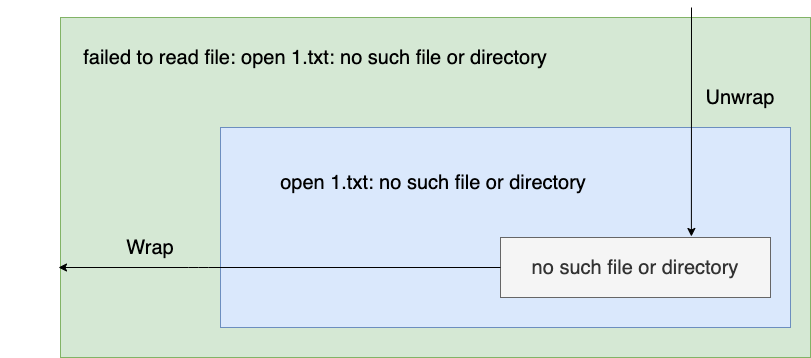 failed to read file: open 1.txt: no such file or directory
Unwrap
open 1.txt: no such file or directory
Wrap
no such file or directory